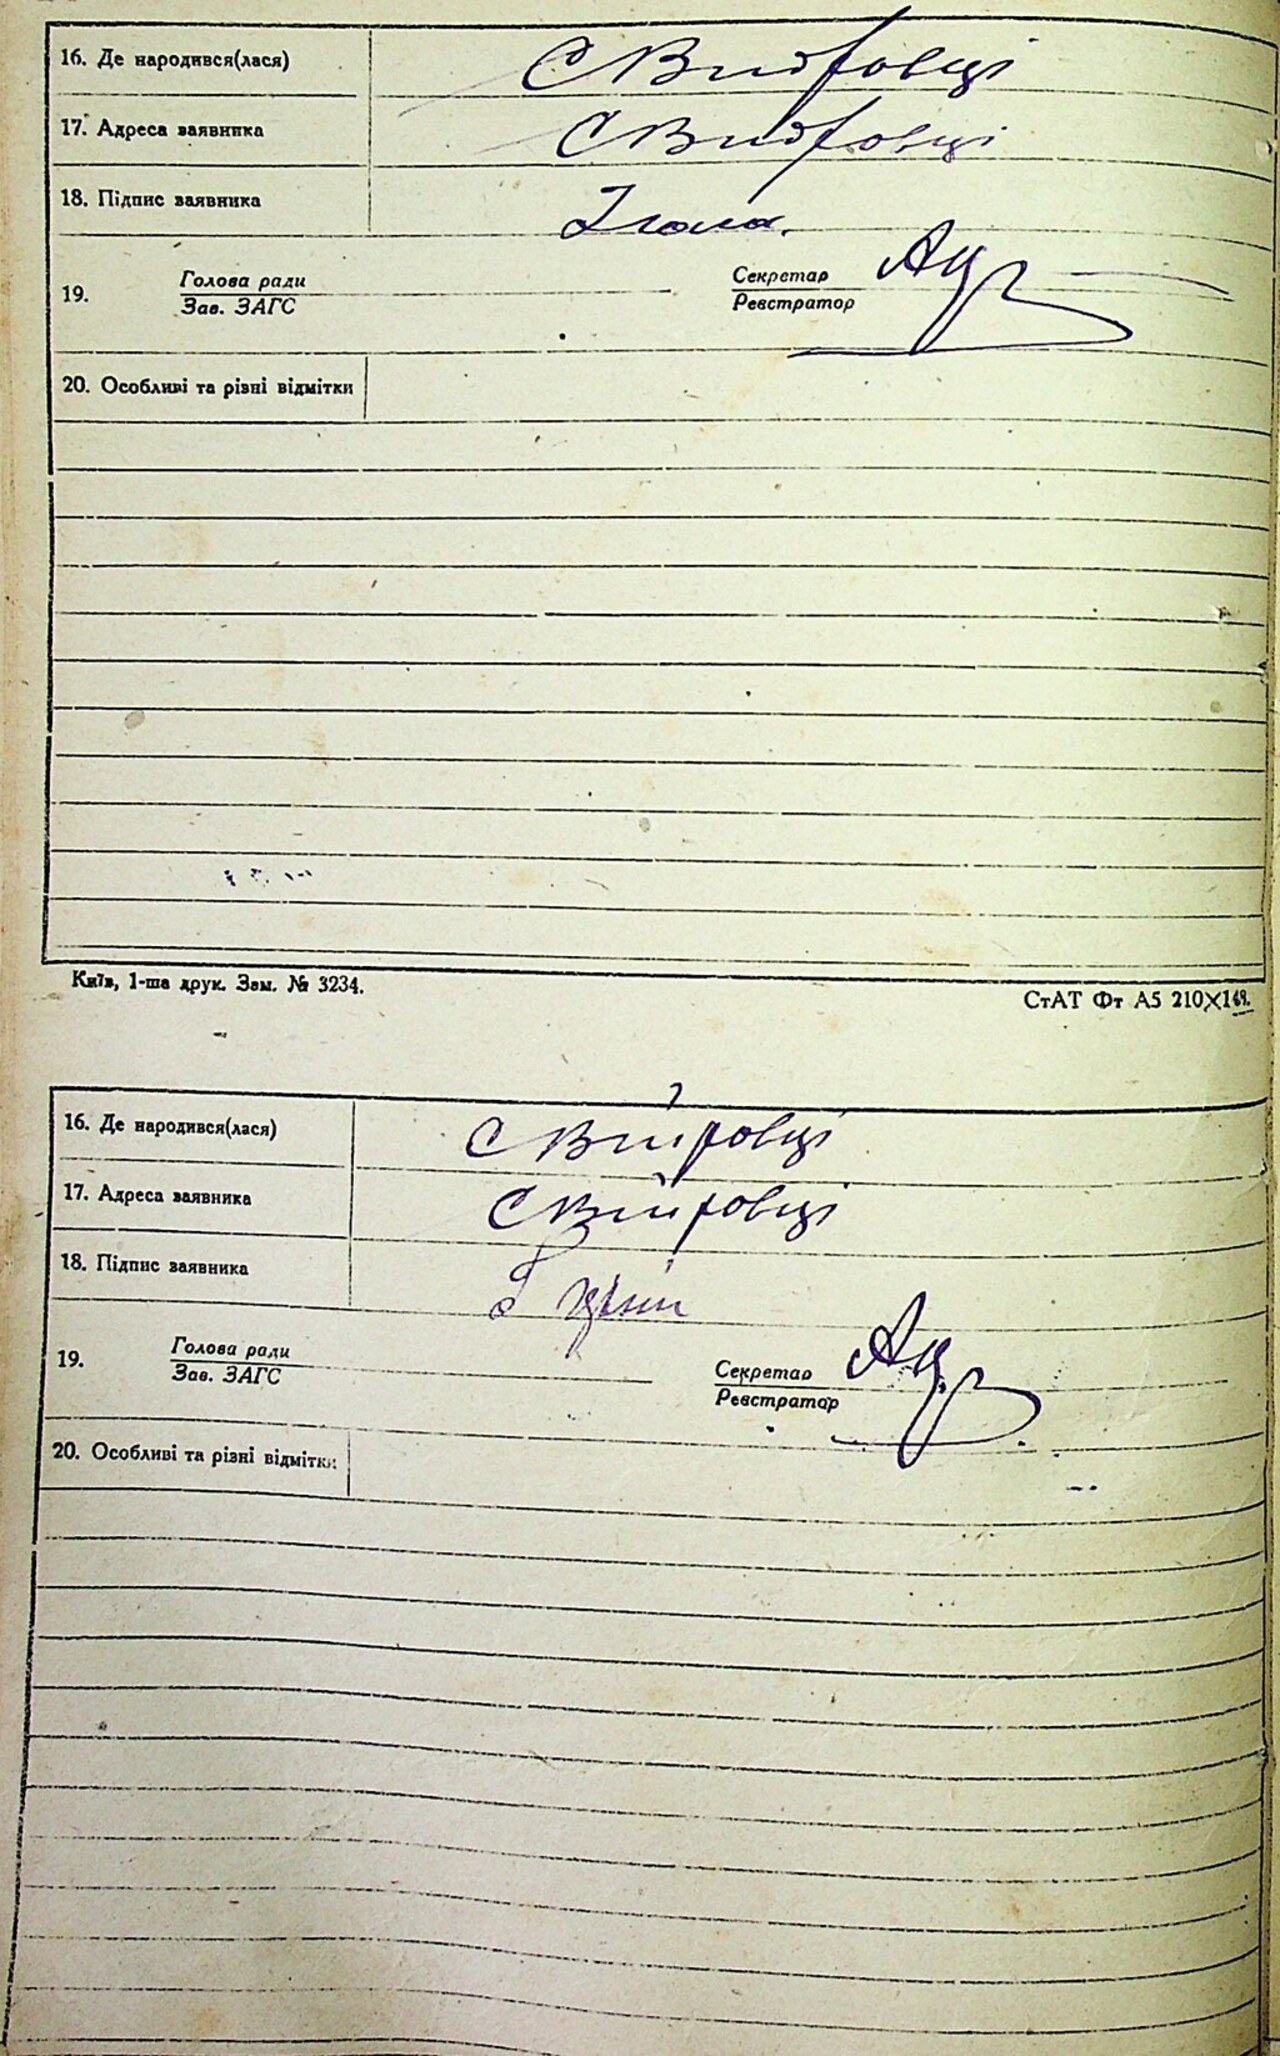 16. Де народився(лася) С Видровці
17. Адреса заявника С Видровці
18. Підпис заявника
19. Голова ради Зав. ЗАГС Секретар Реєстратор
20. Особливі та різні відмітки
Київ, 1-ша друк. Зам. № 3234.
СтАТ Фт А5 210×148.
16. Де народився(лася)
17. Адреса заявника
18. Підпис заявника
19. Голова ради Зав. ЗАГС Секретар Реєстратор
20. Особливі та різні відмітки